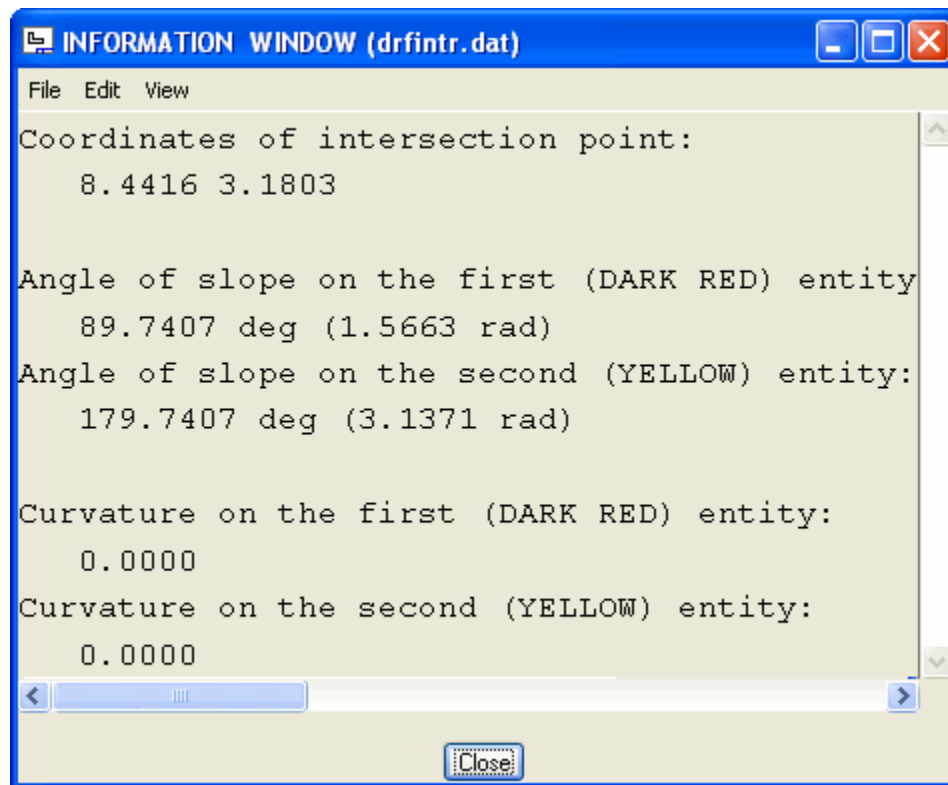 INFORMATION WINDOW (drfintr.dat)
File Edit View
Coordinates of intersection point:
8.4416 3.1803
Angle of slope on the first (DARK RED) entity
89.7407 deg (1.5663 rad)
Angle of slope on the second (YELLOW) entity:
179.7407 deg (3.1371 rad)
Curvature on the first (DARK RED) entity:
0.0000
Curvature on the second (YELLOW) entity:
0.0000
Close